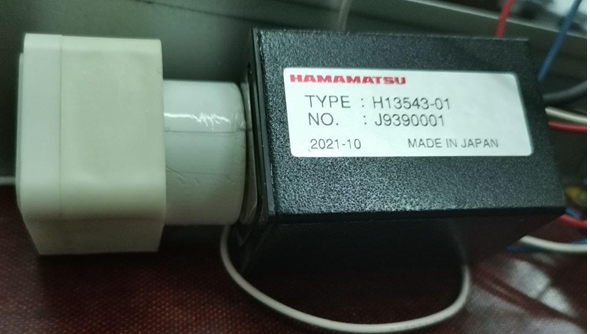 HAMAMATSU
TYPE : H13543-01
NO. : J9390001
2021-10 MADE IN JAPAN